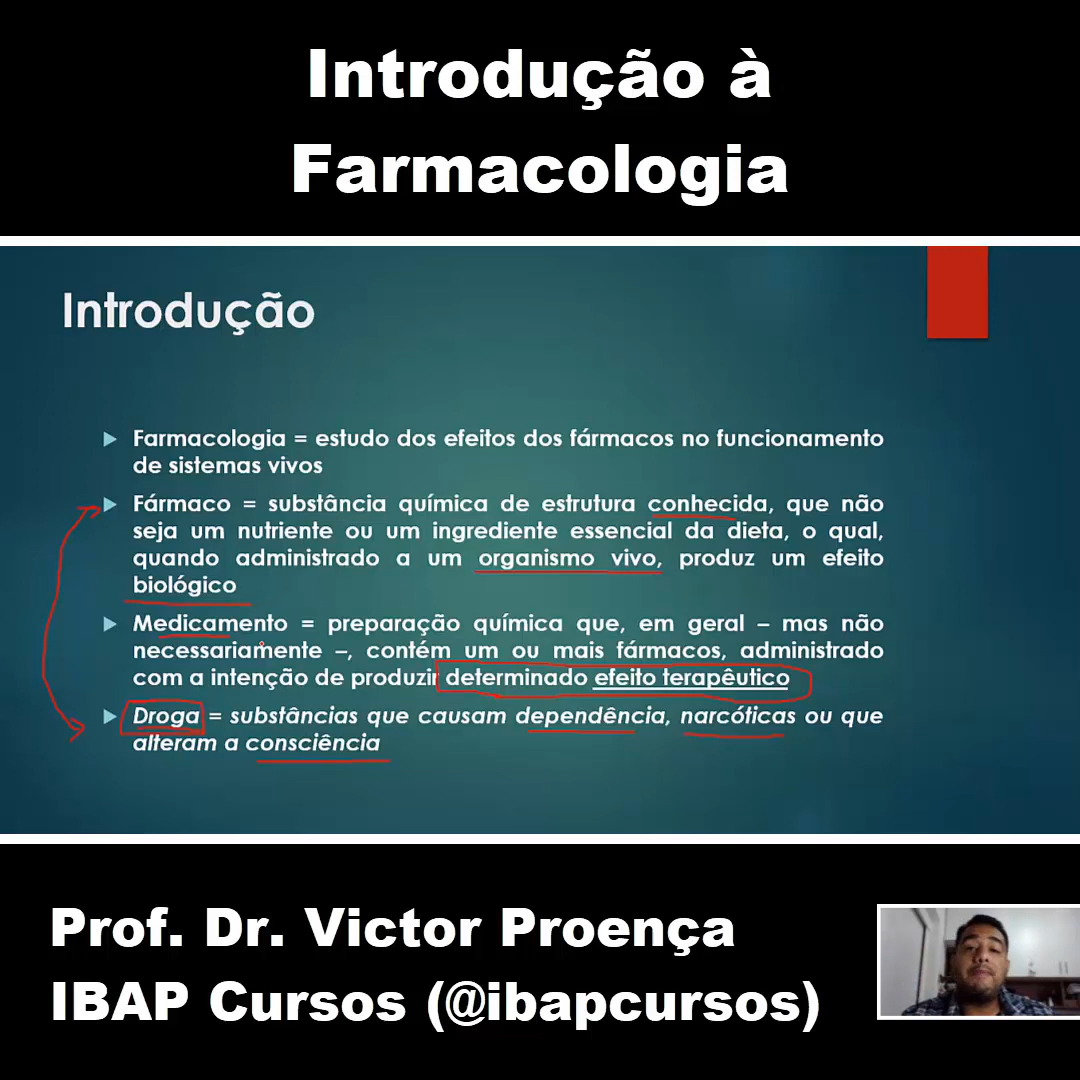 Introdução à
Farmacologia
Introdução
Farmacologia = estudo dos efeitos dos fármacos no funcionamento
de sistemas vivos
Fármaco = substância química de estrutura conhecida, que não
seja um nutriente ou um ingrediente essencial da dieta, o qual,
quando administrado a um organismo vivo, produz um efeito
biológico
Medicamento = preparação química que, em geral – mas não
necessariamente –, contém um ou mais fármacos, administrado
com a intenção de produzir determinado efeito terapêutico
Droga = substâncias que causam dependência, narcóticas ou que
alteram a consciência
Prof. Dr. Victor Proença
IBAP Cursos (@ibapcursos)